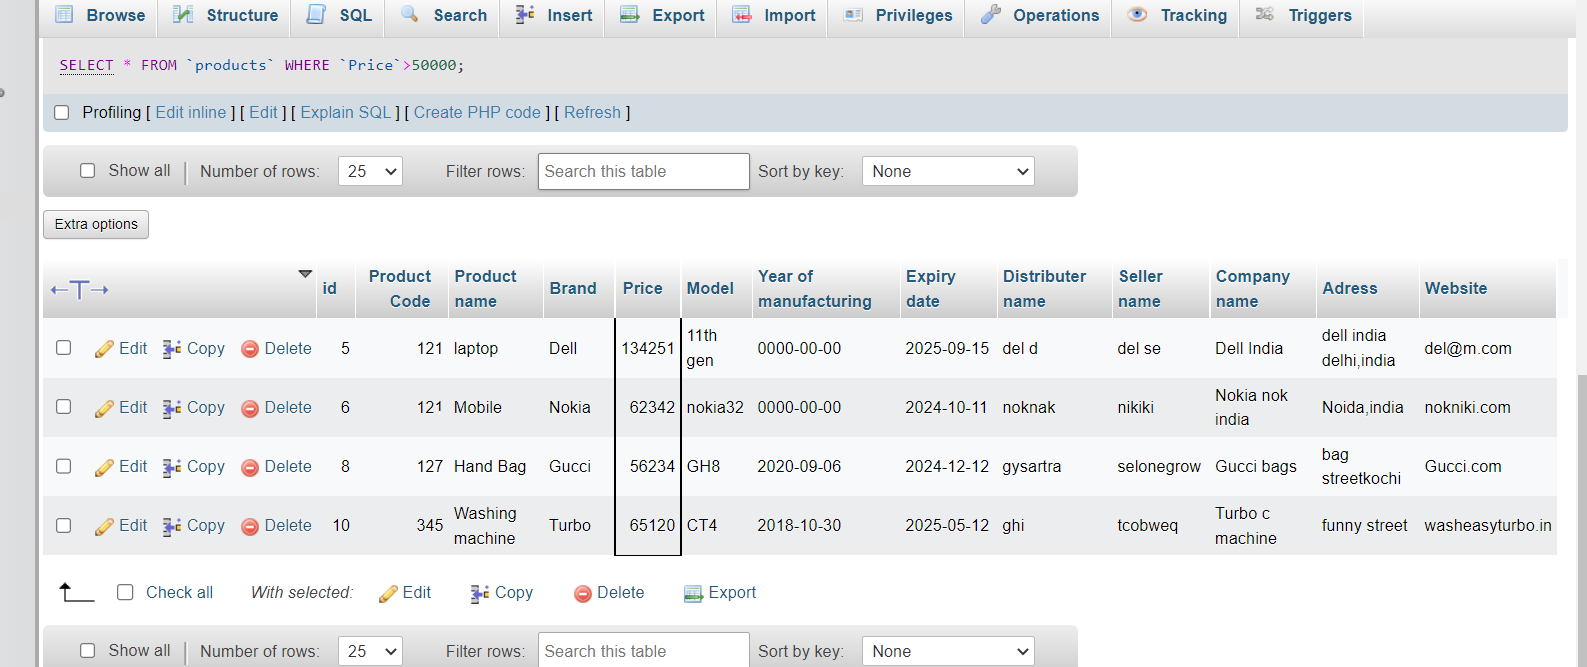 Browse Structure SQL Search Insert Export Import Privileges Operations Tracking Triggers
SELECT * FROM `products` WHERE `Price`>50000;
Profiling [ Edit inline ] [ Edit ] [ Explain SQL ] [ Create PHP code ] [ Refresh ]
Show all Number of rows: 25 Filter rows: Search this table Sort by key: None
Extra options
id Product Code Product name Brand Price Model Year of manufacturing Expiry date Distributer name Seller name Company name Adress Website
Edit Copy Delete 5 121 laptop Dell 134251 11th gen 0000-00-00 2025-09-15 del d del se Dell India dell india delhi,india del@m.com
Edit Copy Delete 6 121 Mobile Nokia 62342 nokia32 0000-00-00 2024-10-11 noknak nikiki Nokia nok india Noida,india nokniki.com
Edit Copy Delete 8 127 Hand Bag Gucci 56234 GH8 2020-09-06 2024-12-12 gysartra selonegrow Gucci bags bag streetkochi Gucci.com
Edit Copy Delete 10 345 Washing machine Turbo 65120 CT4 2018-10-30 2025-05-12 ghi tcobweq Turbo c machine funny street washeasyturbo.in
Check all With selected: Edit Copy Delete Export
Show all Number of rows: 25 Filter rows: Search this table Sort by key: None